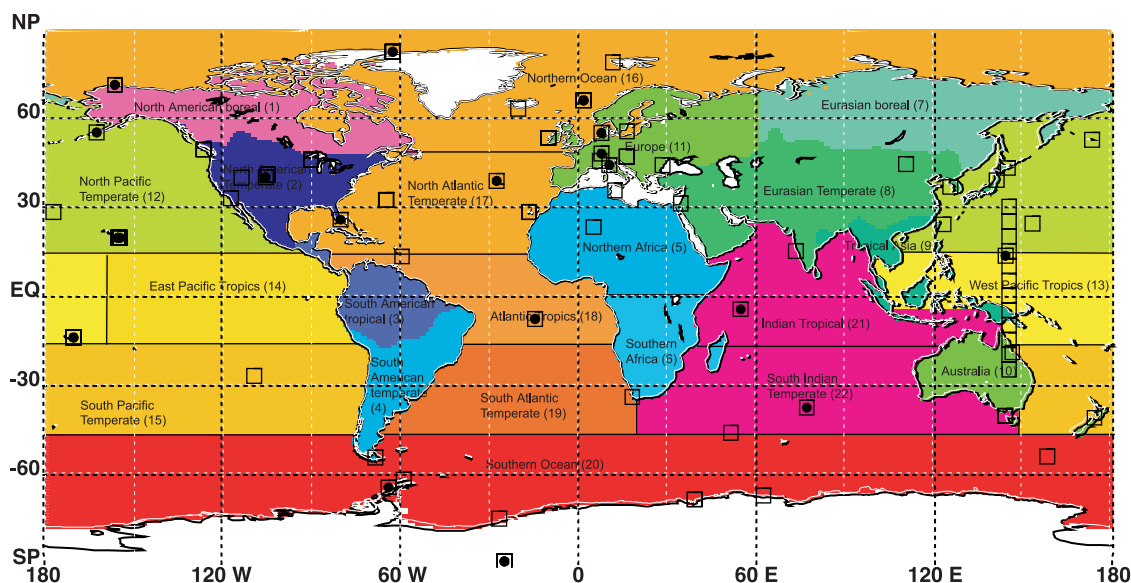 NP
Northern Ocean (16)
North American boreal (1)
Eurasian boreal (7)
60
Europe (11)
North American
Temperate (2)
North Pacific
Temperate (12)
North Atlantic
Temperate (17)
Eurasian Temperate (8)
30
Northern Africa (5)
Tropical Asia (9
East Pacific Tropics (14)
West Pacific Tropics (13)
EQ
South American
tropical (3)
Atlantic Tropics (18)
Indian Tropical (21)
Southern
Africa (6)
South
American
temperate
(4)
Australia (10)
South Indian
Temperate (22)
-30
South Pacific
Temperate (15)
South Atlantic
Temperate (19)
Southern Ocean (20)
-60
SP
180 120 W 60 W 0 60 E 120 E 180